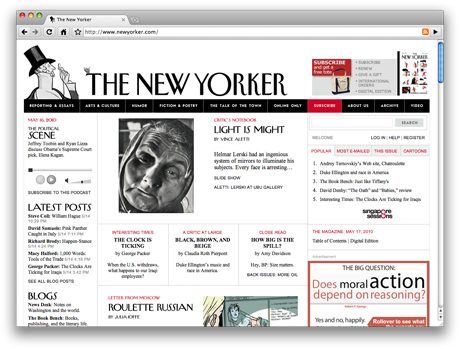 The New Yorker
http://www.newyorker.com/
THE NEW YORKER
SUBSCRIBE
and get a
free tote
SUBSCRIBE
RENEW
GIVE A GIFT
INTERNATIONAL
ORDERS
DIGITAL EDITION
REPORTING & ESSAYS
ARTS & CULTURE
HUMOR
FICTION & POETRY
THE TALK OF THE TOWN
ONLINE ONLY
SUBSCRIBE
ABOUT US
ARCHIVE
VIDEO
MAY 16, 2010
THE POLITICAL
SCENE
Jeffrey Toobin and Ryan Lizza
discuss Obama's Supreme Court
pick, Elena Kagan.
SUBSCRIBE TO THE PODCAST
LATEST POSTS
Steve Coll: William Hague
David Samuels: Pink Panther
Caught in Italy
Richard Brody: Happen-Stance
Mary Halford: 1,000 Words:
Tools of the Trade
George Packer: The Clocks Are
Ticking for Iraqis
SEE ALL BLOG POSTS
BLOGS
News Desk: Notes on
Washington and the world.
The Book Bench: Books,
publishing, and the literary life.
CRITIC'S NOTEBOOK
LIGHT IS MIGHT
BY VINCE ALETTI
Helmar Lerski had an ingenious
system of mirrors to illuminate his
subjects. Every face is arresting…
SLIDE SHOW
ALETTI: LERSKI AT UBU GALLERY
INTERESTING TIMES
THE CLOCK IS
TICKING
by George Packer
When the U.S. withdraws,
what happens to our Iraqi
employees?
A CRITIC AT LARGE
BLACK, BROWN, AND
BEIGE
by Claudia Roth Pierpont
Duke Ellington's music and
race in America.
CLOSE READ
HOW BIG IS THE
SPILL?
by Amy Davidson
Hey, BP: Size matters.
BACK ISSUES: MORE OIL
LETTER FROM MOSCOW
ROULETTE RUSSIAN
BY JULIA IOFFE
SEARCH
WELCOME
LOG IN | HELP | REGISTER
POPULAR
MOST E-MAILED
THIS ISSUE
CARTOONS
1. Andrey Ternovskiy's Web site, Chatroulette
2. Duke Ellington and race in America
3. The Book Bench: Just like Tiffany's
4. David Denby: "The Oath" and "Babies," review
5. Interesting Times: The Clocks Are Ticking for Iraqis
singapore
sessions
THE MAGAZINE: MAY 17, 2010
Table of Contents | Digital Edition
Advertisement
THE BIG QUESTION:
Does moral action
depend on reasoning?
Yes and no, happily.
Rollover to see what